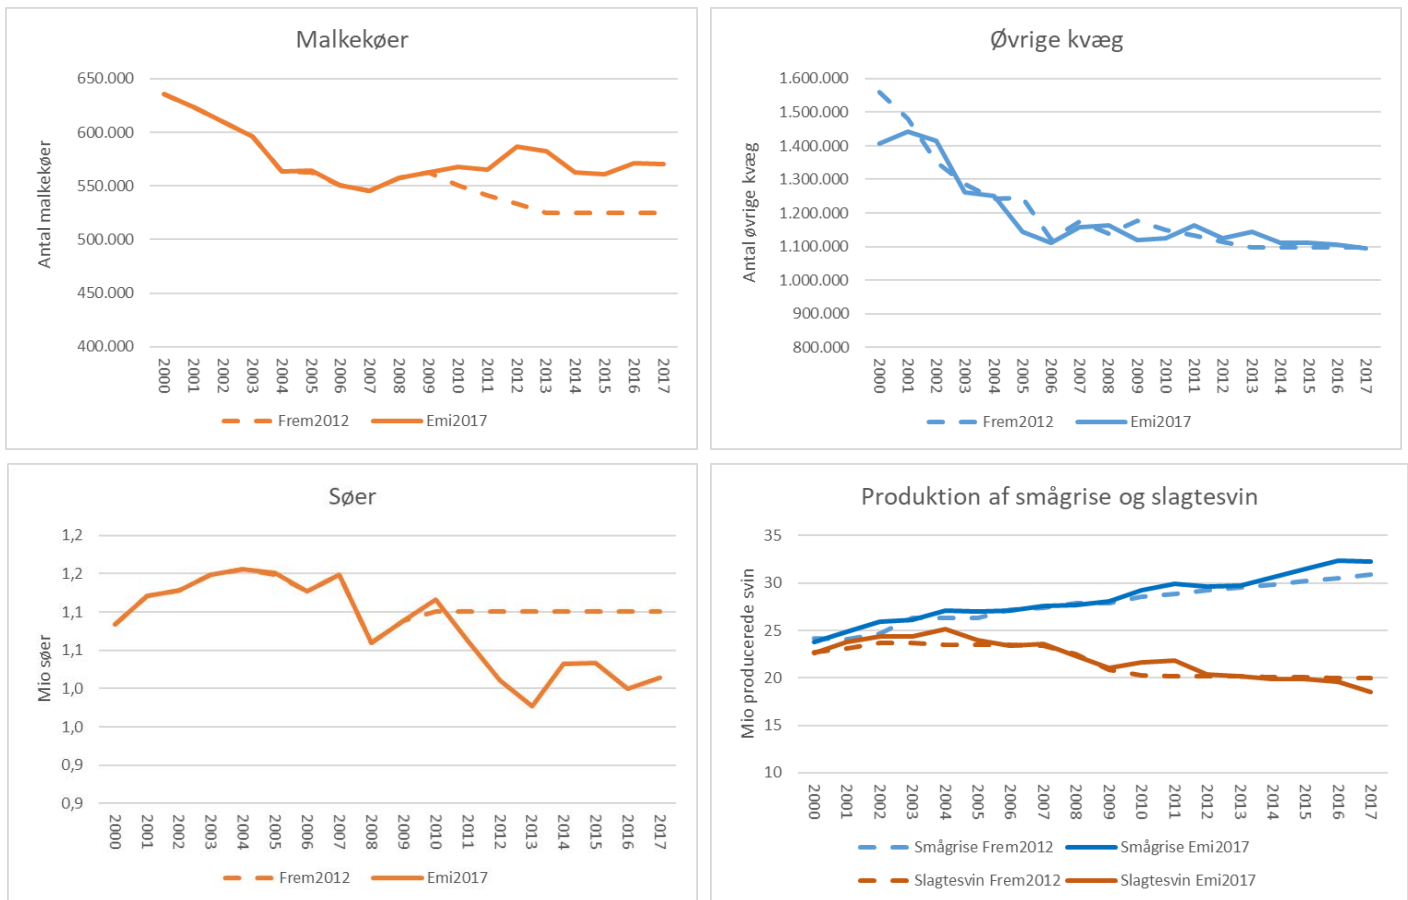 Malkekøer
Antal malkekøer
650.000
600.000
550.000
500.000
450.000
400.000
2000 2001 2002 2003 2004 2005 2006 2007 2008 2009 2010 2011 2012 2013 2014 2015 2016 2017
Frem2012 Emi2017
Øvrige kvæg
Antal øvrige kvæg
1.600.000
1.500.000
1.400.000
1.300.000
1.200.000
1.100.000
1.000.000
900.000
800.000
2000 2001 2002 2003 2004 2005 2006 2007 2008 2009 2010 2011 2012 2013 2014 2015 2016 2017
Frem2012 Emi2017
Søer
Mio søer
1,2
1,2
1,1
1,1
1,0
1,0
0,9
0,9
2000 2001 2002 2003 2004 2005 2006 2007 2008 2009 2010 2011 2012 2013 2014 2015 2016 2017
Frem2012 Emi2017
Produktion af smågrise og slagtesvin
Mio producerede svin
35
30
25
20
15
10
2000 2001 2002 2003 2004 2005 2006 2007 2008 2009 2010 2011 2012 2013 2014 2015 2016 2017
Smågrise Frem2012 Smågrise Emi2017
Slagtesvin Frem2012 Slagtesvin Emi2017